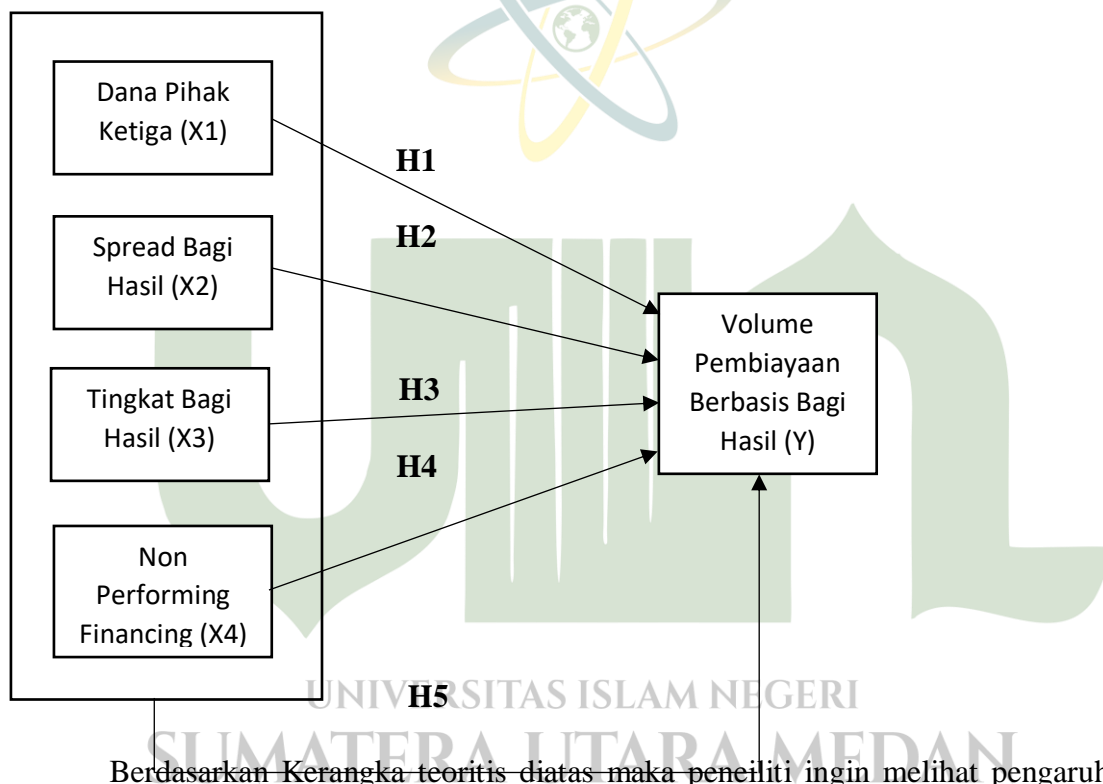 Dana Pihak
Ketiga (X1)
H1
Spread Bagi
Hasil (X2)
H2
Volume
Pembiayaan
Berbasis Bagi
Hasil (Y)
Tingkat Bagi
Hasil (X3)
H3
H4
Non
Performing
Financing (X4)
H5
UNIVERSITAS ISLAM NEGERI
SUMATERA UTARA MEDAN
Berdasarkan Kerangka teoritis diatas maka peneiliti ingin melihat pengaruh